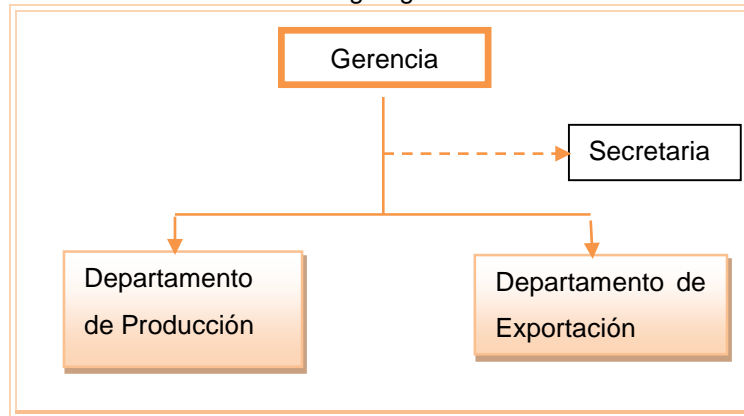 Gerencia
Secretaria
Departamento
de Producción
Departamento de
Exportación